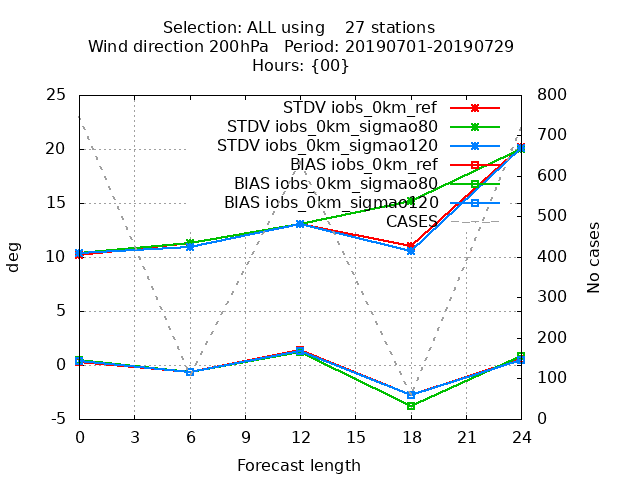 Selection: ALL using    27 stations
Wind direction 200hPa   Period: 20190701-20190729
Hours: {00}
25
20
15
10
5
0
-5
deg
800
700
600
500
400
300
200
100
0
No cases
STDV iobs_0km_ref
STDV iobs_0km_sigmao80
STDV iobs_0km_sigmao120
BIAS iobs_0km_ref
BIAS iobs_0km_sigmao80
BIAS iobs_0km_sigmao120
CASES
0 3 6 9 12 15 18 21 24
Forecast length